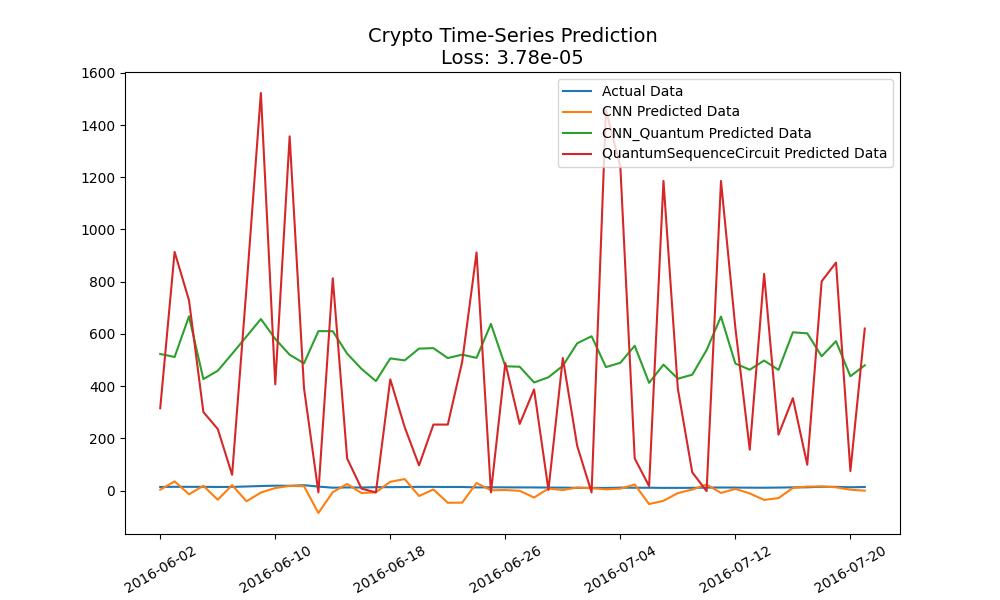 Crypto Time-Series Prediction
Loss: 3.78e-05
1600
1400
1200
1000
800
600
400
200
0
Actual Data
CNN Predicted Data
CNN_Quantum Predicted Data
QuantumSequenceCircuit Predicted Data
2016-06-02
2016-06-10
2016-06-18
2016-06-26
2016-07-04
2016-07-12
2016-07-20